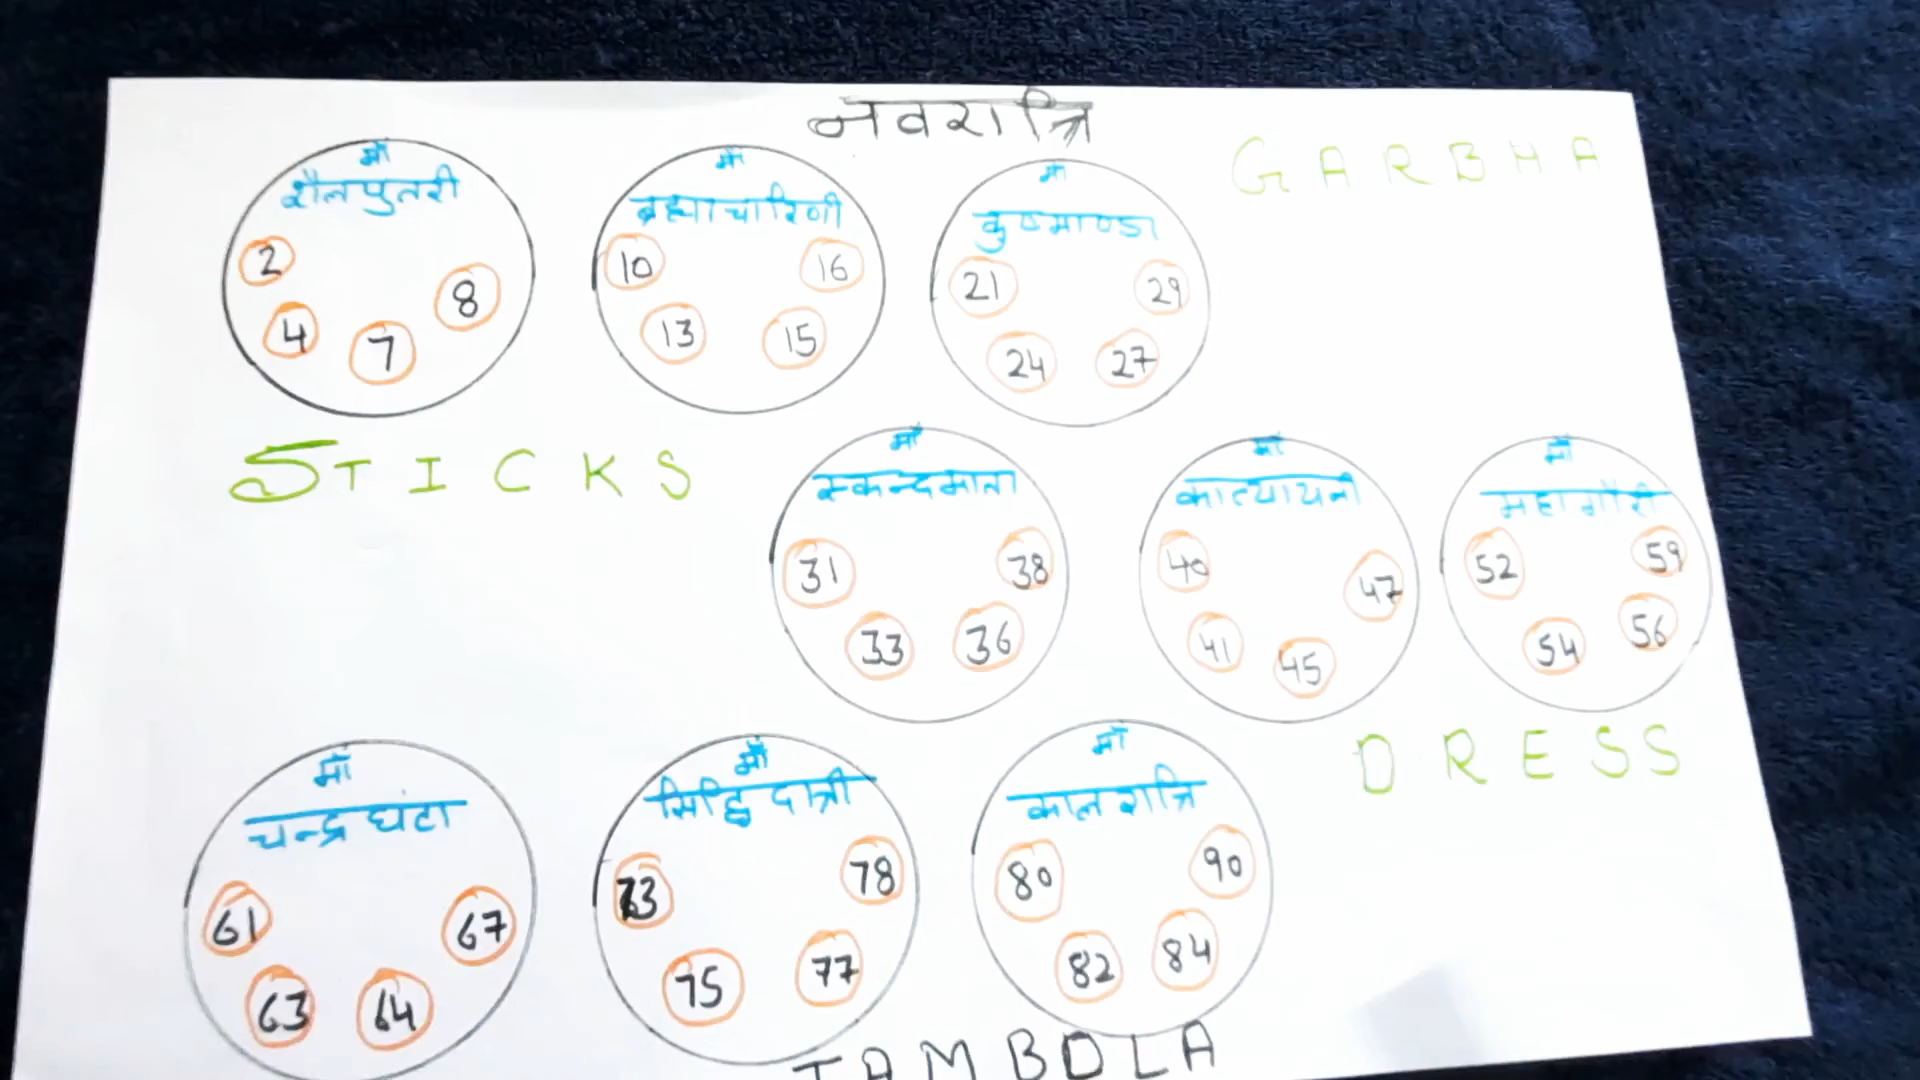 नवरात्रि
GARBHA
माँ
शैलपुतरी
2 4 7 8
माँ
ब्रह्माचारिणी
10 13 15 16
माँ
कुष्माण्डा
21 24 27 29
STICKS
माँ
स्कन्दमाता
31 33 36 38
माँ
कात्यायनी
40 41 45 47
माँ
महागौरी
52 54 56 59
DRESS
माँ
चन्द्रघंटा
61 63 64 67
माँ
सिद्धिदात्री
73 75 77 78
माँ
कालरात्रि
80 82 84 90
TAMBOLA